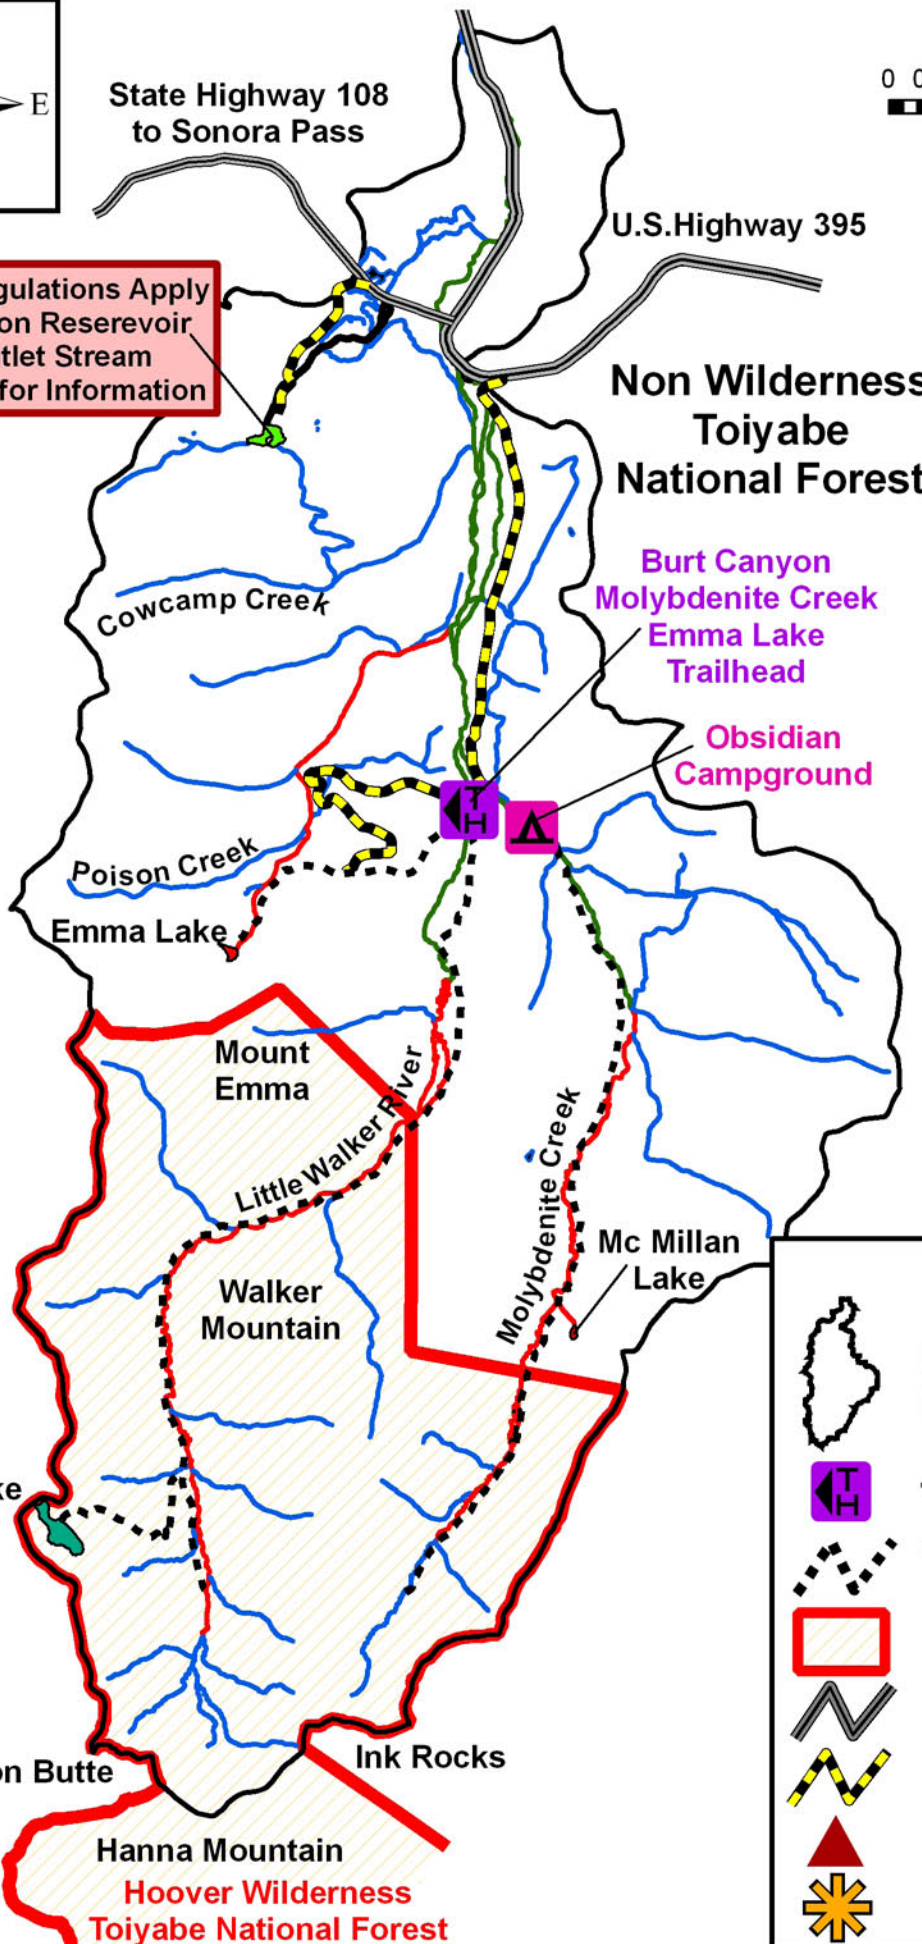 E
0 0
State Highway 108
to Sonora Pass
U.S.Highway 395
gulations Apply
on Reserevoir
tlet Stream
for Information
Non Wilderness
Toiyabe
National Forest
Burt Canyon
Molybdenite Creek
Emma Lake
Trailhead
Cowcamp Creek
Obsidian
Campground
TH
Poison Creek
Emma Lake
Mount
Emma
Little Walker River
Molybdenite Creek
Mc Millan
Lake
Walker
Mountain
ke
TH
on Butte
Ink Rocks
Hanna Mountain
Hoover Wilderness
Toiyabe National Forest